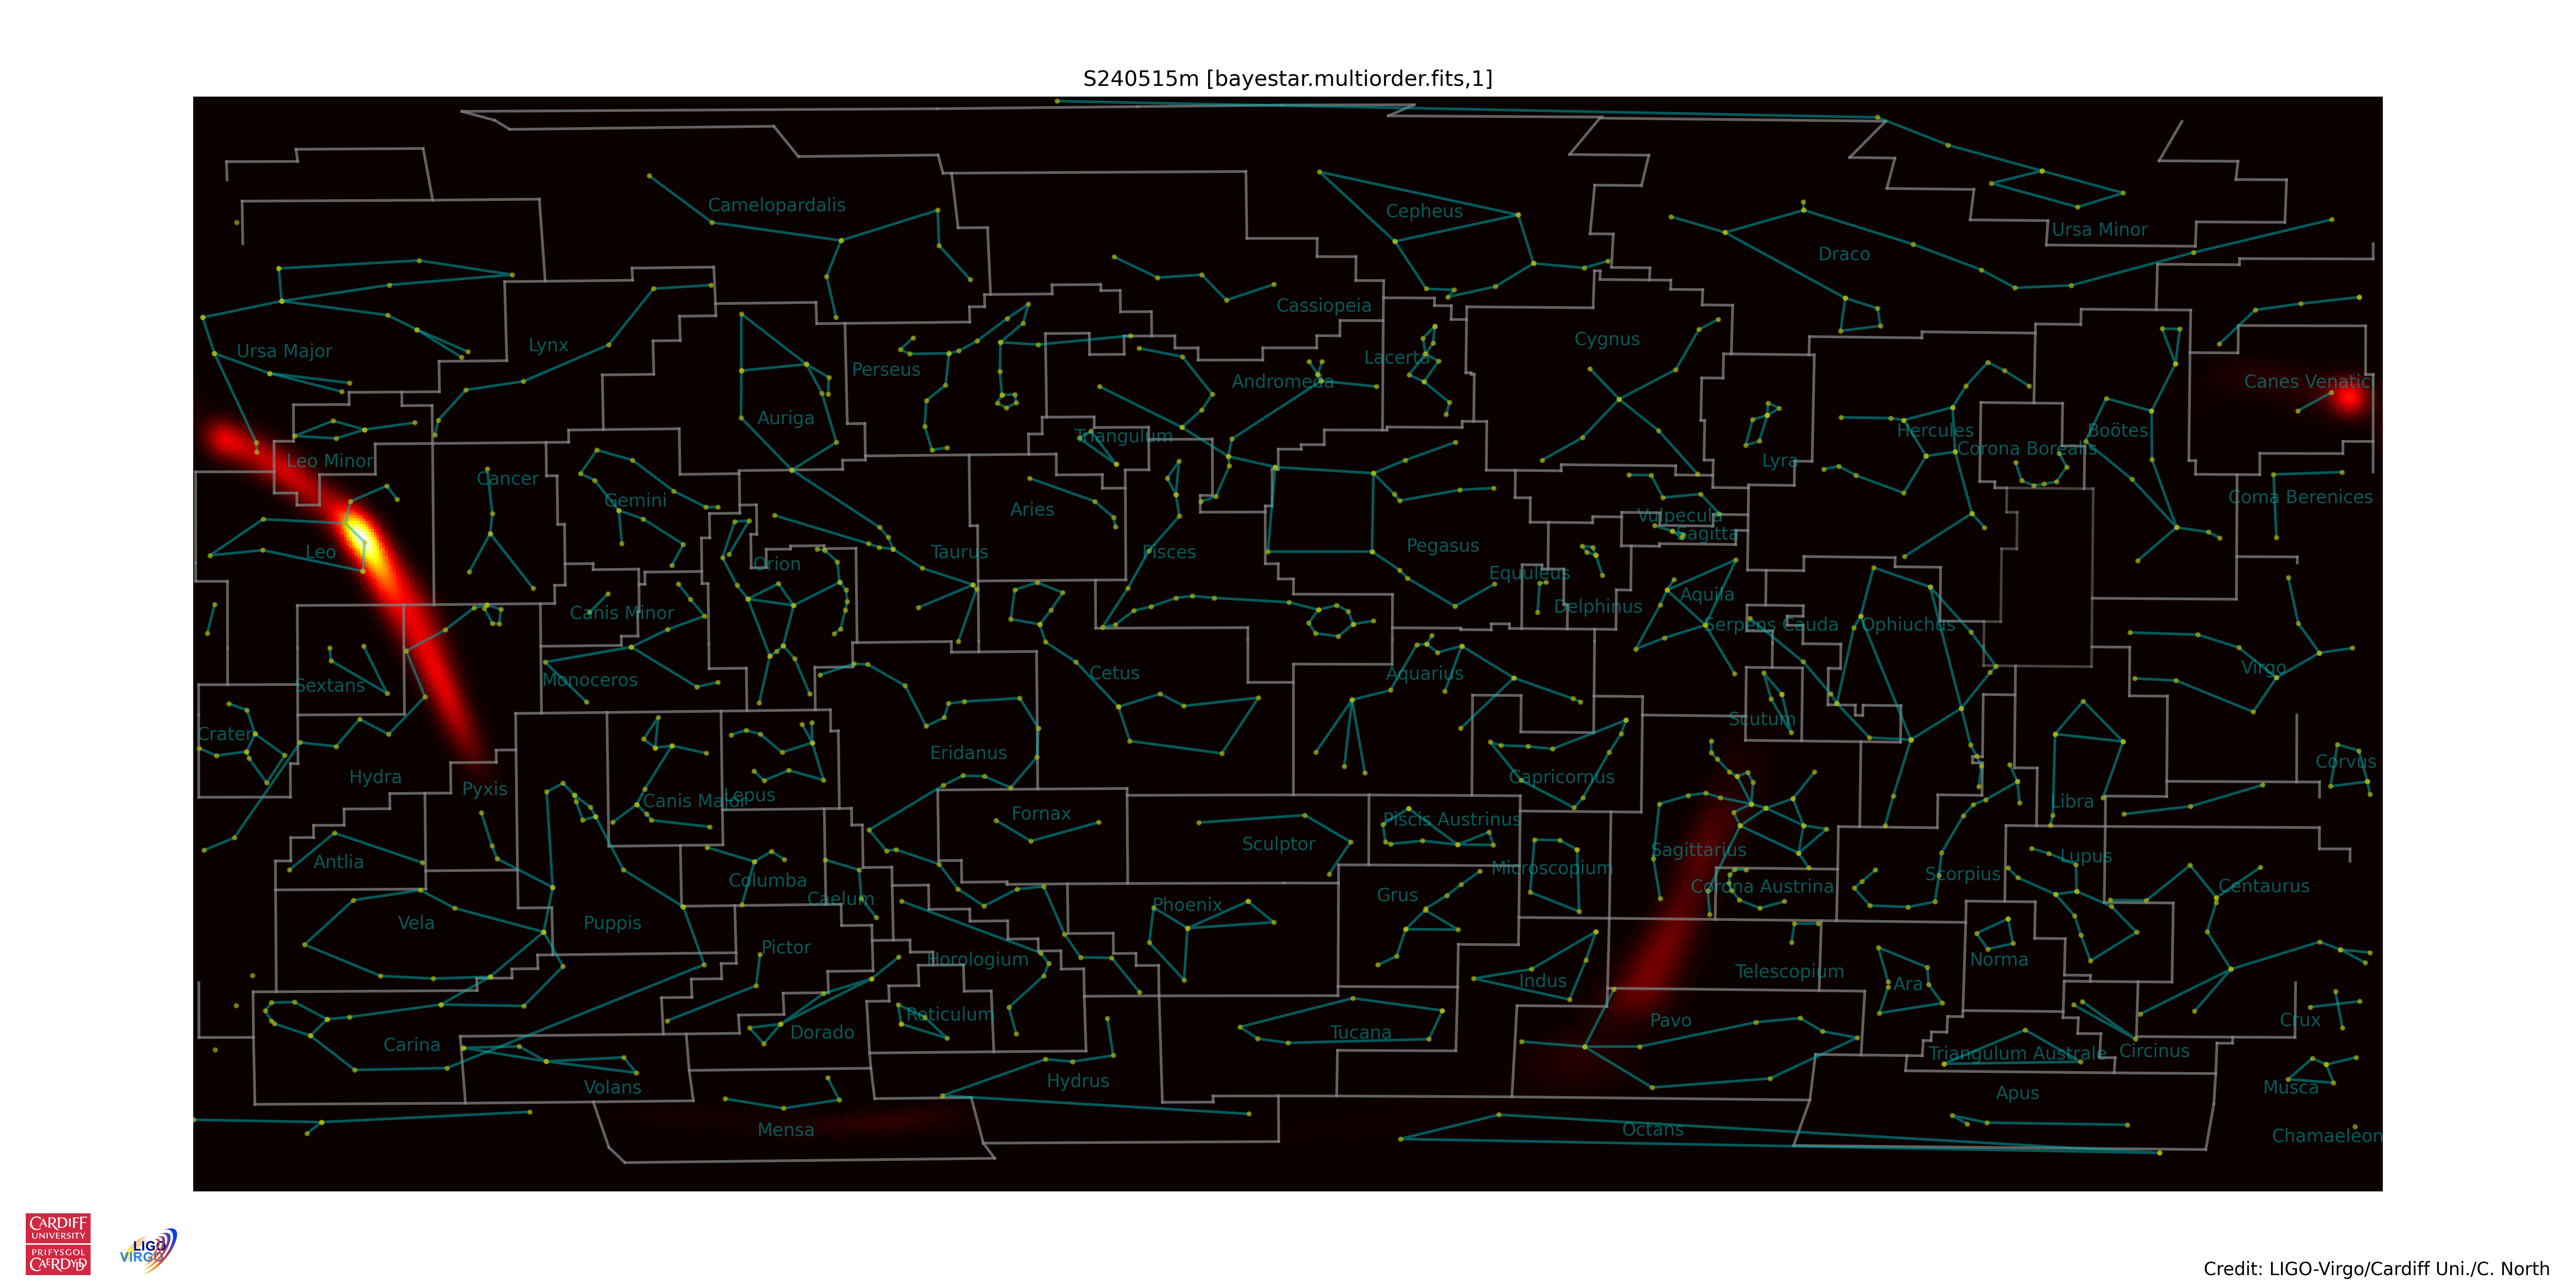 S240515m [bayestar.multiorder.fits,1]
Camelopardalis
Cepheus
Ursa Minor
Draco
Cassiopeia
Ursa Major
Lynx
Perseus
Lacerta
Cygnus
Andromeda
Canes Venatici
Auriga
Triangulum
Hercules
Boötes
Corona Borealis
Leo Minor
Lyra
Cancer
Gemini
Aries
Coma Berenices
Vulpecula
Sagitta
Leo
Orion
Taurus
Pisces
Pegasus
Equuleus
Canis Minor
Delphinus
Aquila
Serpens Cauda
Ophiuchus
Sextans
Monoceros
Cetus
Aquarius
Virgo
Crater
Scutum
Eridanus
Hydra
Capricornus
Corvus
Pyxis
Canis Major
Lepus
Libra
Fornax
Piscis Austrinus
Antlia
Sculptor
Sagittarius
Lupus
Columba
Caelum
Microscopium
Corona Austrina
Scorpius
Centaurus
Vela
Puppis
Phoenix
Grus
Pictor
Horologium
Indus
Telescopium
Ara
Norma
Reticulum
Carina
Dorado
Tucana
Pavo
Crux
Triangulum Australe
Circinus
Volans
Hydrus
Apus
Musca
Mensa
Octans
Chamaeleon
CARDIFF
UNIVERSITY
PRIFYSGOL
CAERDYDD
LIGO
VIRGO
Credit: LIGO-Virgo/Cardiff Uni./C. North